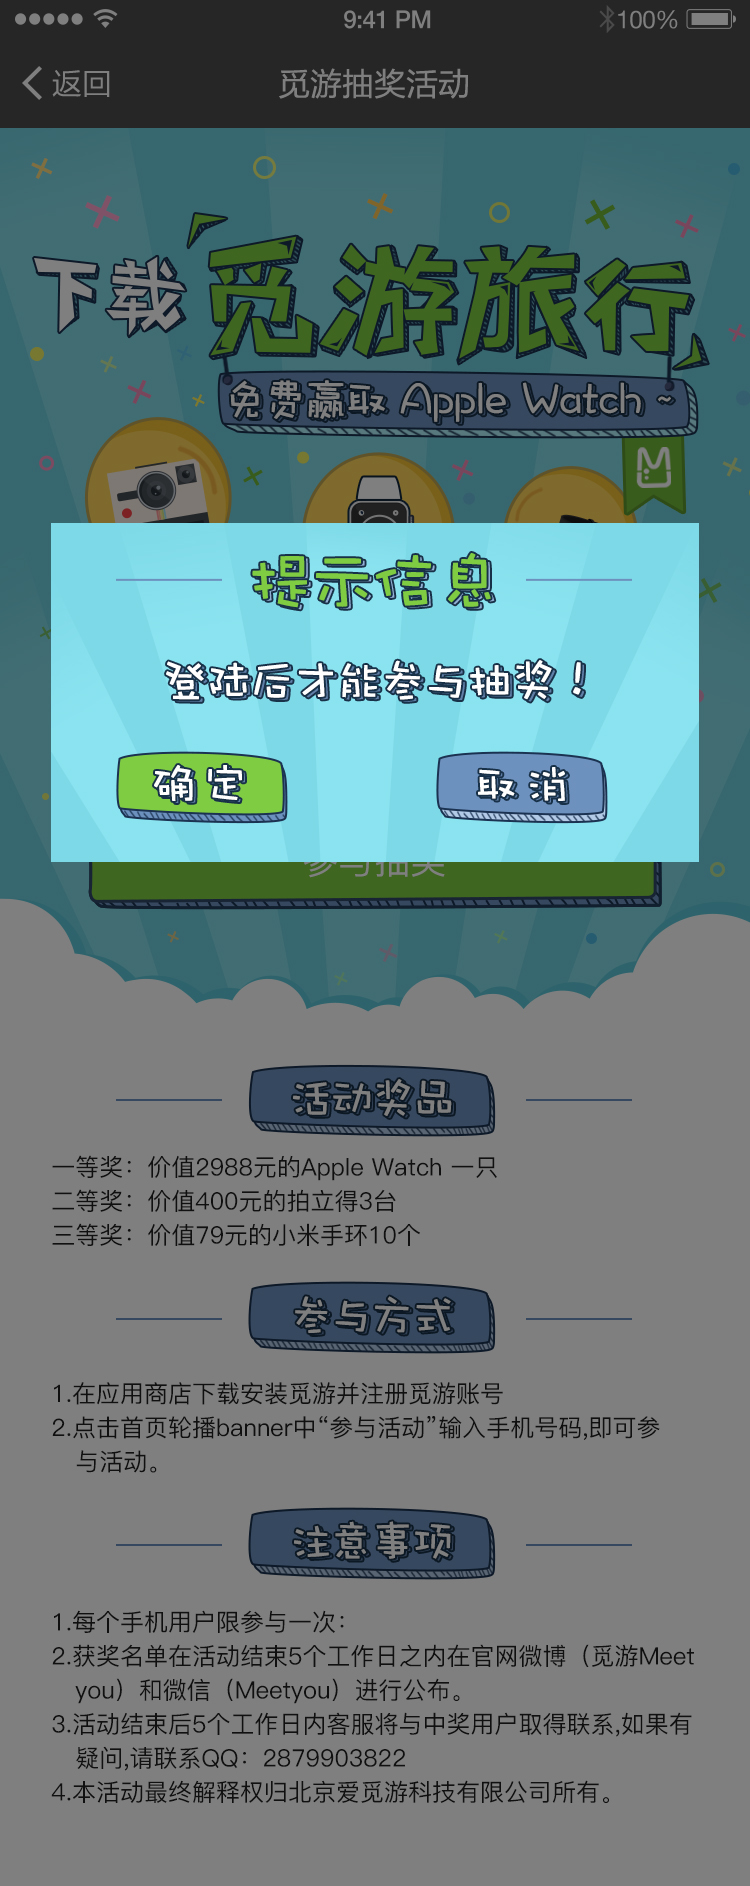 9:41 PM
100%
返回
觅游抽奖活动
下载 觅游旅行
免费赢取 Apple Watch ~
M
提示信息
登陆后才能参与抽奖！
确定
取消
参与抽奖
活动奖品
一等奖：价值2988元的Apple Watch 一只
二等奖：价值400元的拍立得3台
三等奖：价值79元的小米手环10个
参与方式
1.在应用商店下载安装觅游并注册觅游账号
2.点击首页轮播banner中“参与活动”输入手机号码,即可参
与活动。
注意事项
1.每个手机用户限参与一次：
2.获奖名单在活动结束5个工作日之内在官网微博（觅游Meet
you）和微信（Meetyou）进行公布。
3.活动结束后5个工作日内客服将与中奖用户取得联系,如果有
疑问,请联系QQ：2879903822
4.本活动最终解释权归北京爱觅游科技有限公司所有。